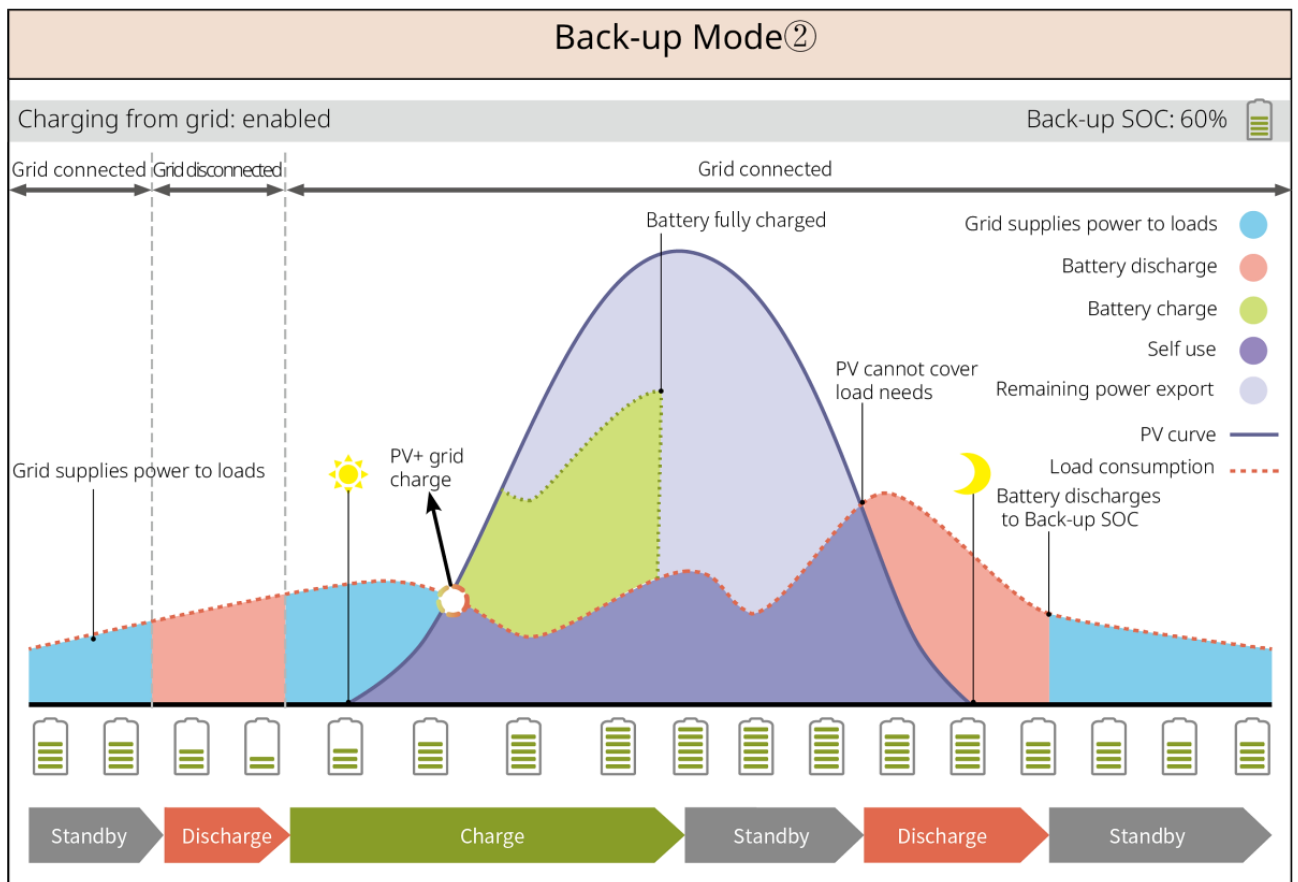 Back-up Mode②
Charging from grid: enabled
Back-up SOC: 60%
Grid connected
Grid disconnected
Grid connected
Battery fully charged
Grid supplies power to loads
Battery discharge
Battery charge
Self use
Remaining power export
PV curve
Load consumption
PV cannot cover
load needs
PV+ grid
charge
Grid supplies power to loads
Battery discharges
to Back-up SOC
Standby
Discharge
Charge
Standby
Discharge
Standby